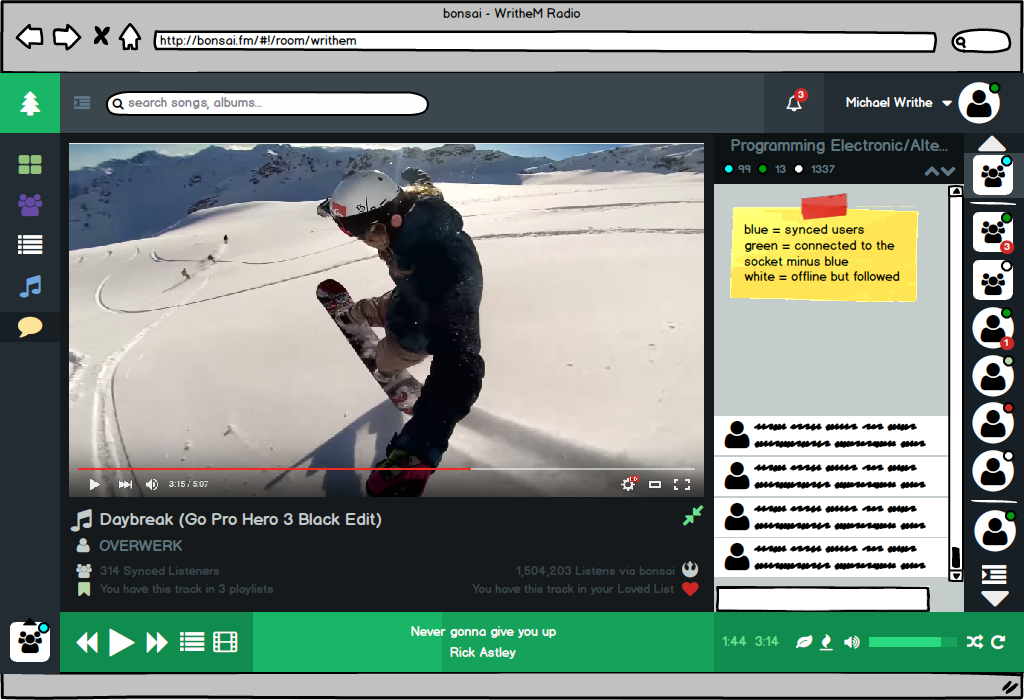 bonsai - WritheM Radio
http://bonsai.fm/#!/room/writhem
search songs, albums...
3
Michael Writhe
Programming Electronic/Alte...
99 13 1337
blue = synced users
green = connected to the
socket minus blue
white = offline but followed
3
1
3:15 / 5:07
HD
Daybreak (Go Pro Hero 3 Black Edit)
OVERWERK
314 Synced Listeners
1,504,203 Listens via bonsai
You have this track in 3 playlists
You have this track in your Loved List
Never gonna give you up
Rick Astley
1:44 3:14